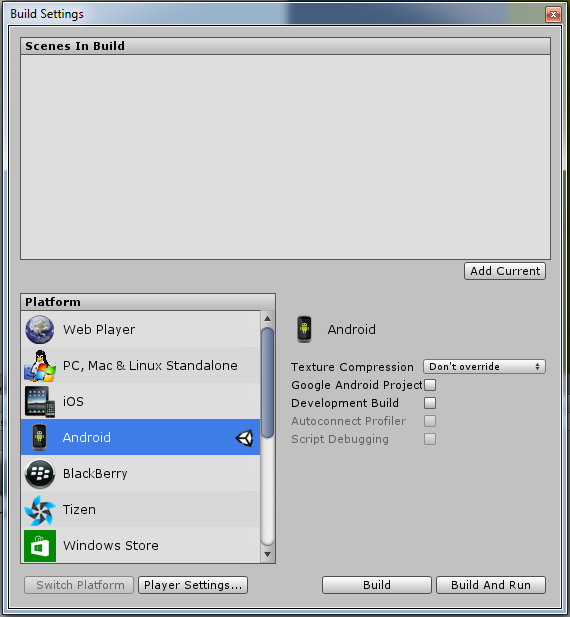 Build Settings
Scenes In Build
Add Current
Platform
Web Player
PC, Mac & Linux Standalone
iOS
Android
BlackBerry
Tizen
Windows Store
Android
Texture Compression Don't override
Google Android Project
Development Build
Autoconnect Profiler
Script Debugging
Switch Platform Player Settings... Build Build And Run